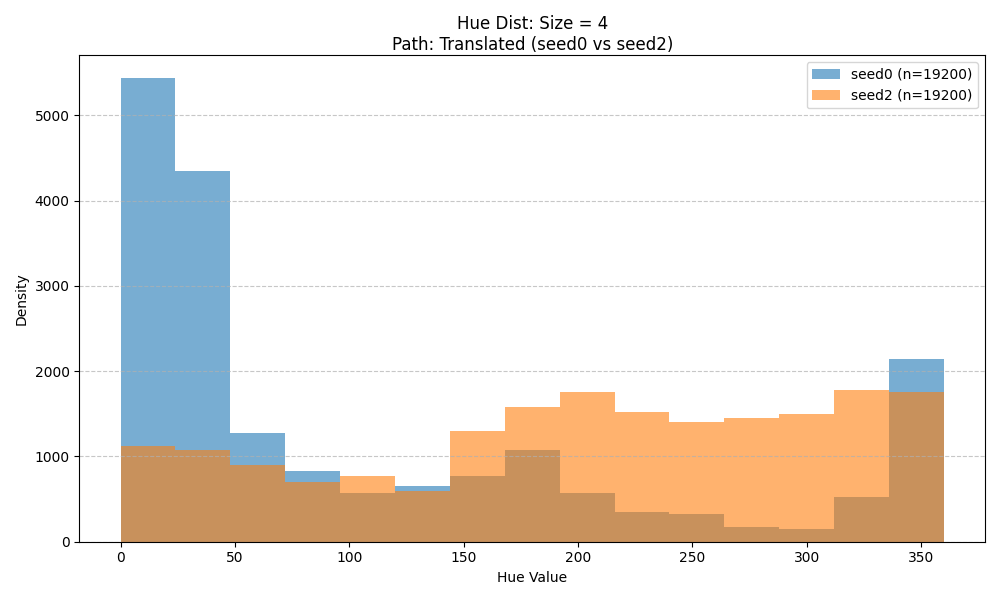 Hue Dist: Size = 4
Path: Translated (seed0 vs seed2)
seed0 (n=19200)
seed2 (n=19200)
Density
5000
4000
3000
2000
1000
0
0 50 100 150 200 250 300 350
Hue Value